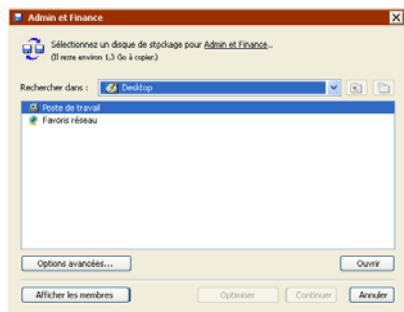 Admin et Finance
Sélectionnez un disque de stockage pour Admin et Finance...
(Il reste environ 1,3 Go à copier.)
Rechercher dans : Desktop
Poste de travail
Favoris réseau
Options avancées... Ouvrir
Afficher les membres Optimiser Continuer Annuler